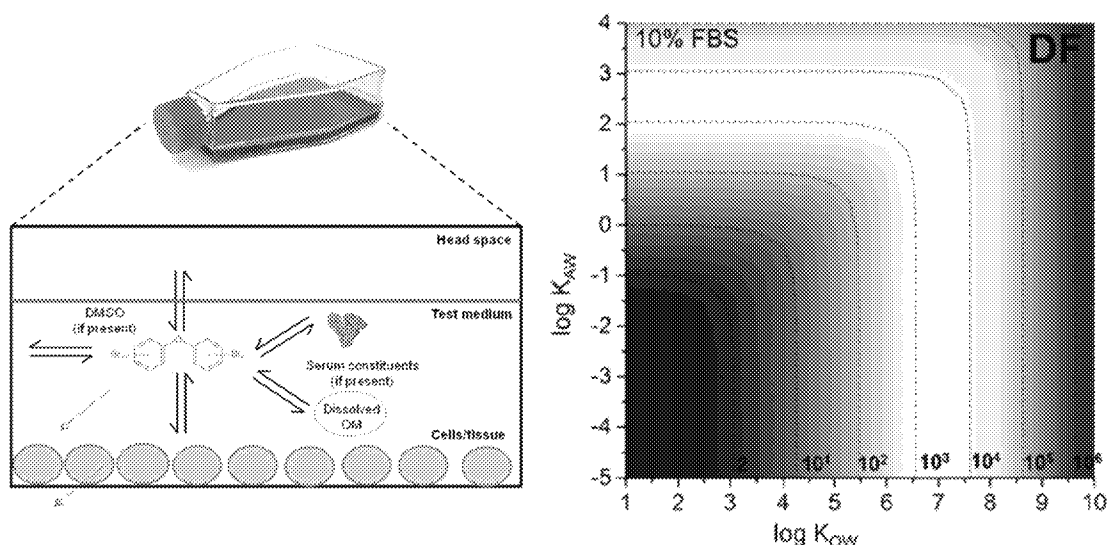 Head space
Test medium
DMSO
(if present)
Serum constituents
(if present)
Dissolved
OM
Cells/tissue
10% FBS
DF
log K_AW
4
3
2
1
0
-1
-2
-3
-4
-5
2
10¹
10²
10³
10⁴
10⁵
10⁶
1 2 3 4 5 6 7 8 9 10
log K_OW